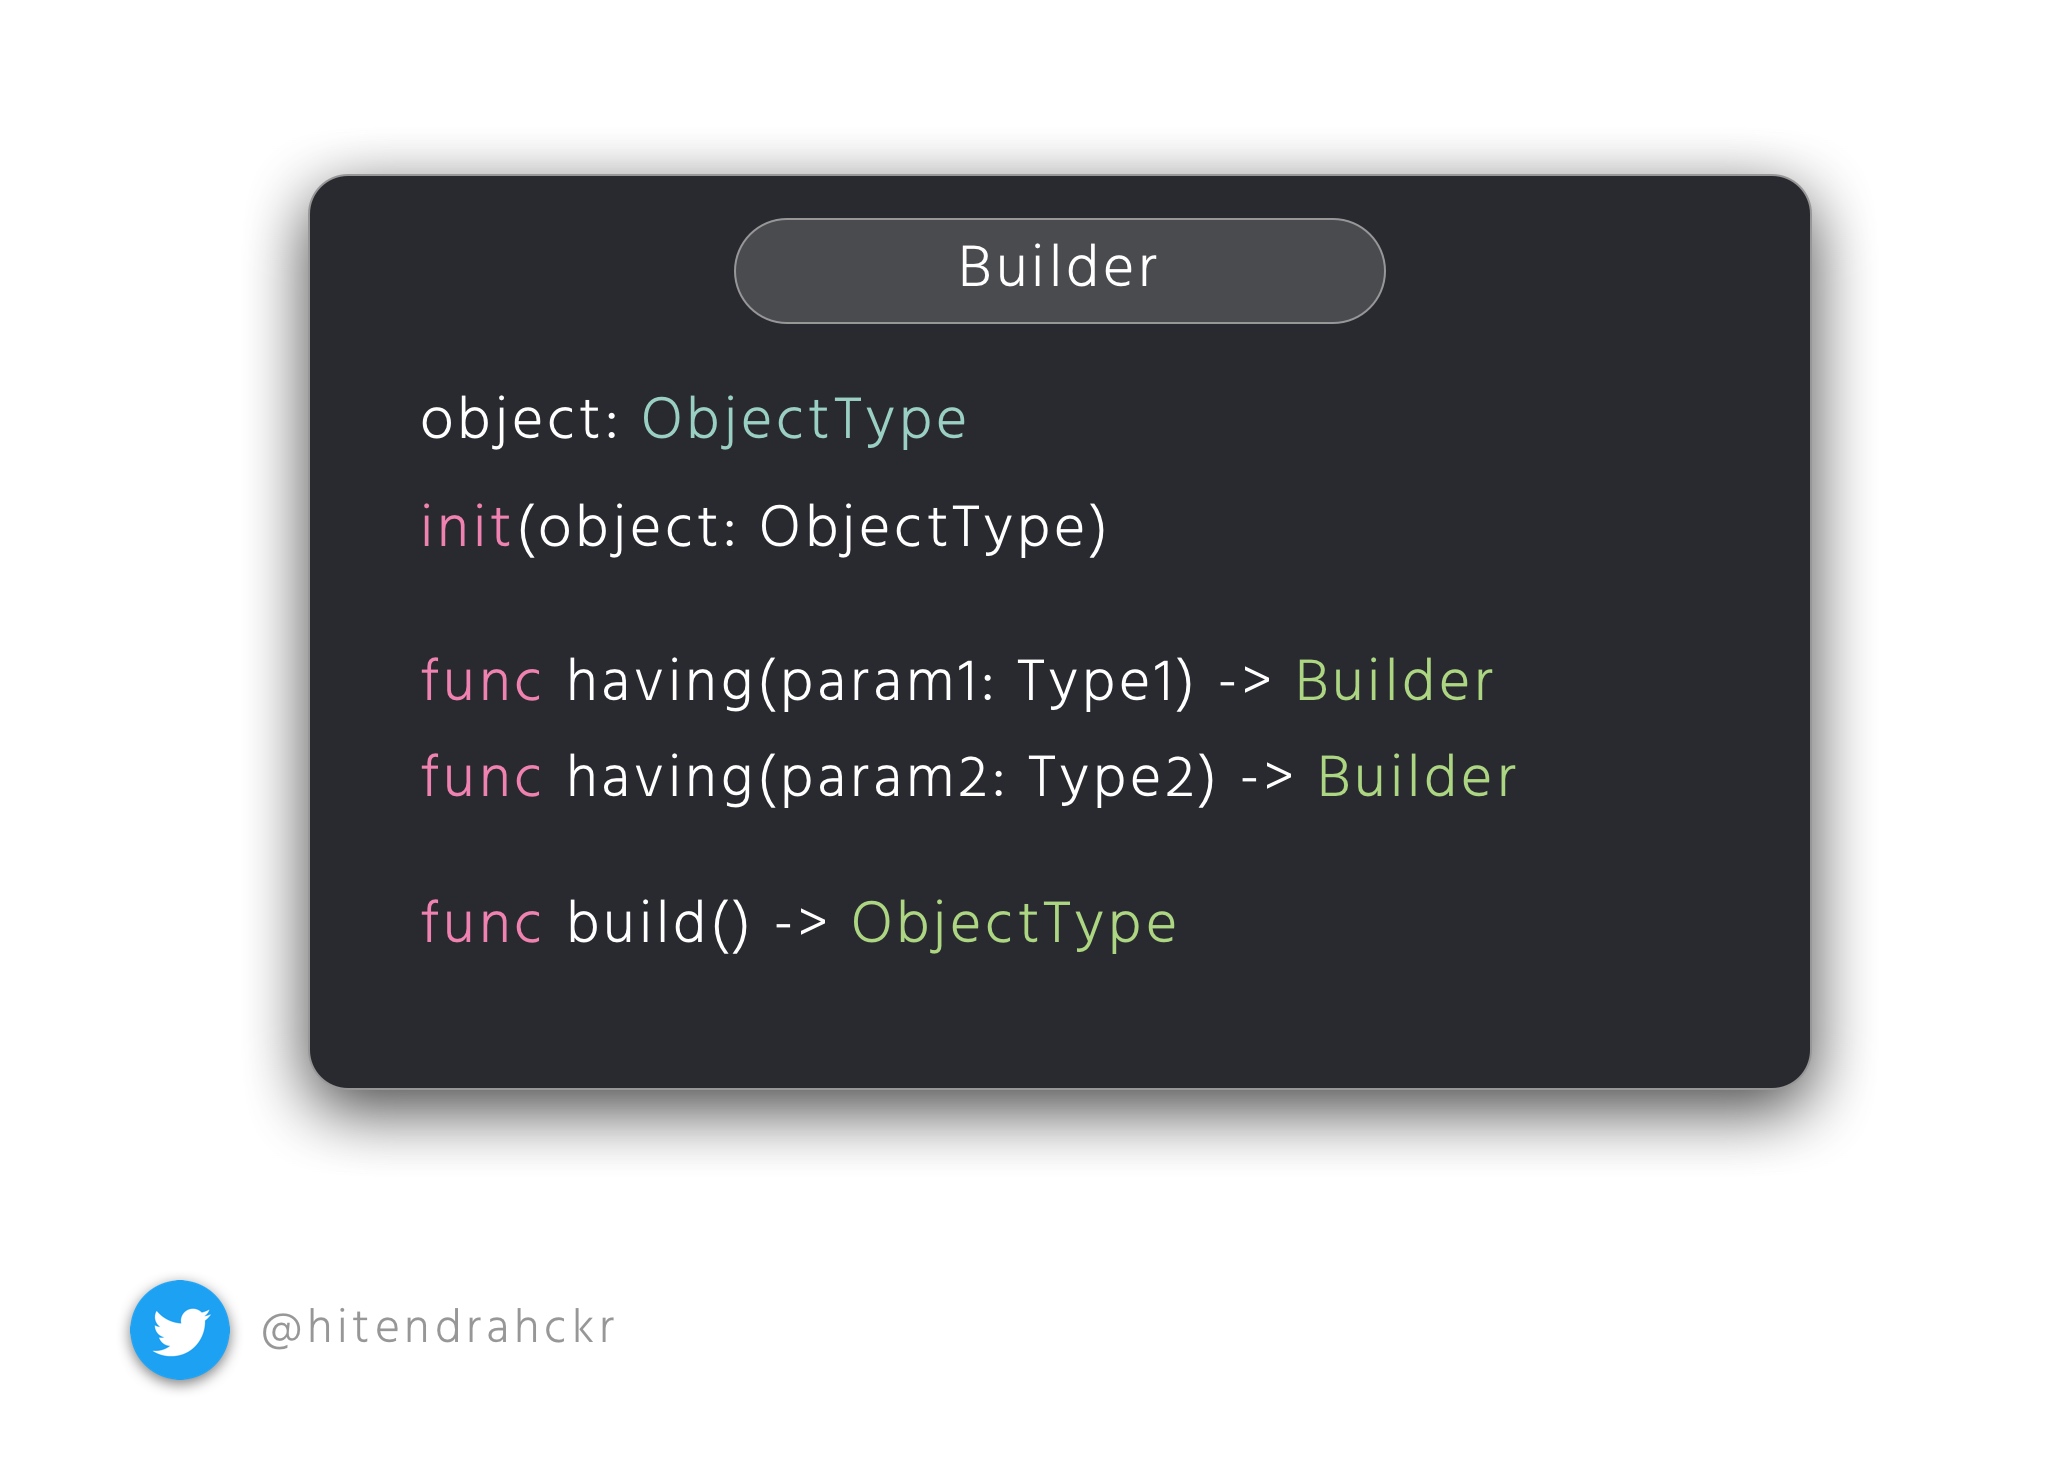 Builder
object: ObjectType
init(object: ObjectType)
func having(param1: Type1) -> Builder
func having(param2: Type2) -> Builder
func build() -> ObjectType
@hitendrahckr